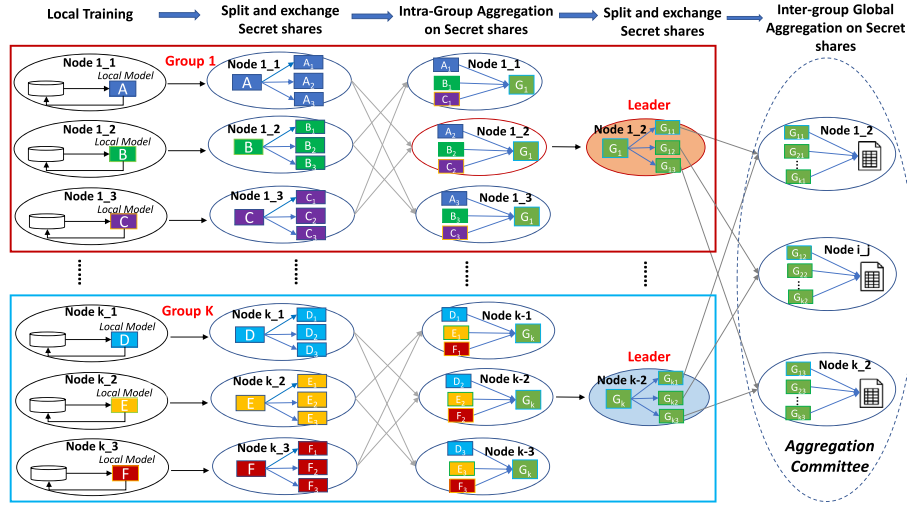 Local Training
Split and exchange
Secret shares
Intra-Group Aggregation
on Secret shares
Split and exchange
Secret shares
Inter-group Global
Aggregation on Secret
shares
Group 1
Node 1_1
Local Model
A
Node 1_1
A
A1
A2
A3
Node 1_1
A1
B1
C1
G1
Node 1_2
Local Model
B
Node 1_2
B
B1
B2
B2
Node 1_2
A2
B2
C2
G1
Leader
Node 1_2
G1
G11
G12
G13
Node 1_3
Local Model
C
Node 1_3
C
C1
C2
C3
Node 1_3
A3
B3
C3
G1
Group K
Node k_1
Local Model
D
Node k_1
D
D1
D2
D3
Node k-1
D1
E1
F1
Gk
Node k_2
Local Model
E
Node k_2
E
E1
E2
Node k-2
D2
E2
F2
Gk
Leader
Node k-2
Gk
Gk1
Gk2
Gk3
Node k_3
Local Model
F
Node k_3
F
F1
F2
F3
Node k-3
D3
E3
F3
Gk
Node 1_2
G11
G21
Gk1
Node i_j
G12
G22
Gk2
Node k_2
G13
G23
Gk3
Aggregation
Committee